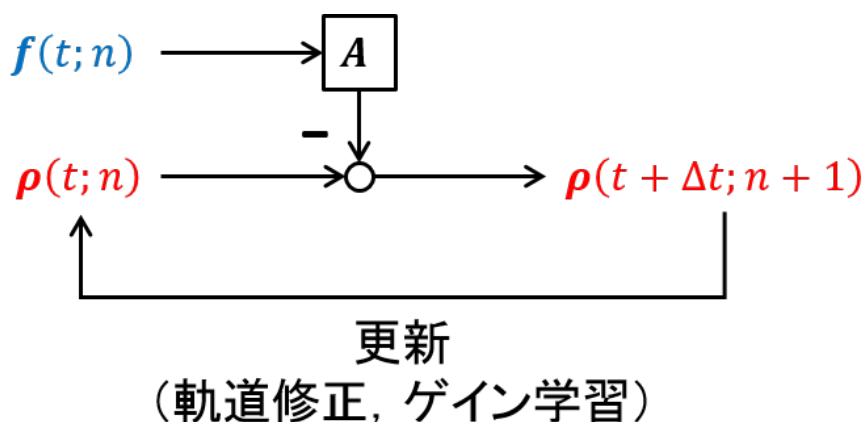 f(t;n)
A
−
ρ(t;n)
ρ(t + Δt;n + 1)
更新
（軌道修正，ゲイン学習）